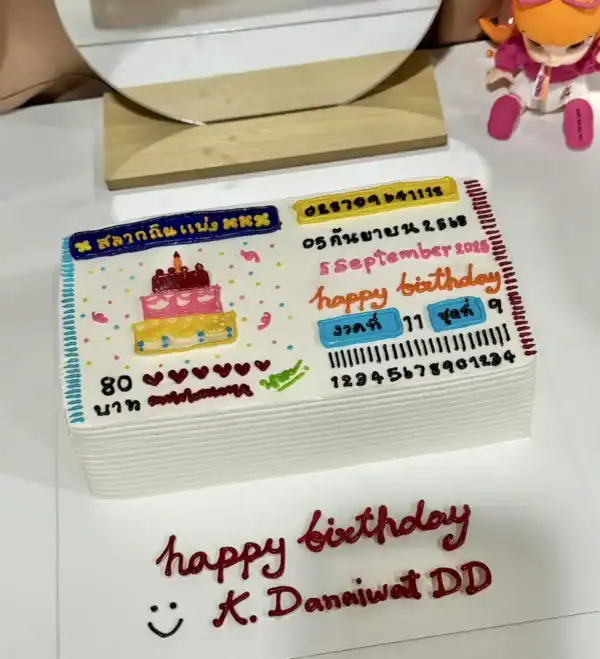 สลากกินแบ่ง
028709641118
05 กันยายน 2568
5 September 2025
happy birthday
งวดที่ 11 ชุดที่ 9
80
บาท
12345678901234
happy birthday
K. Danaiwat DD